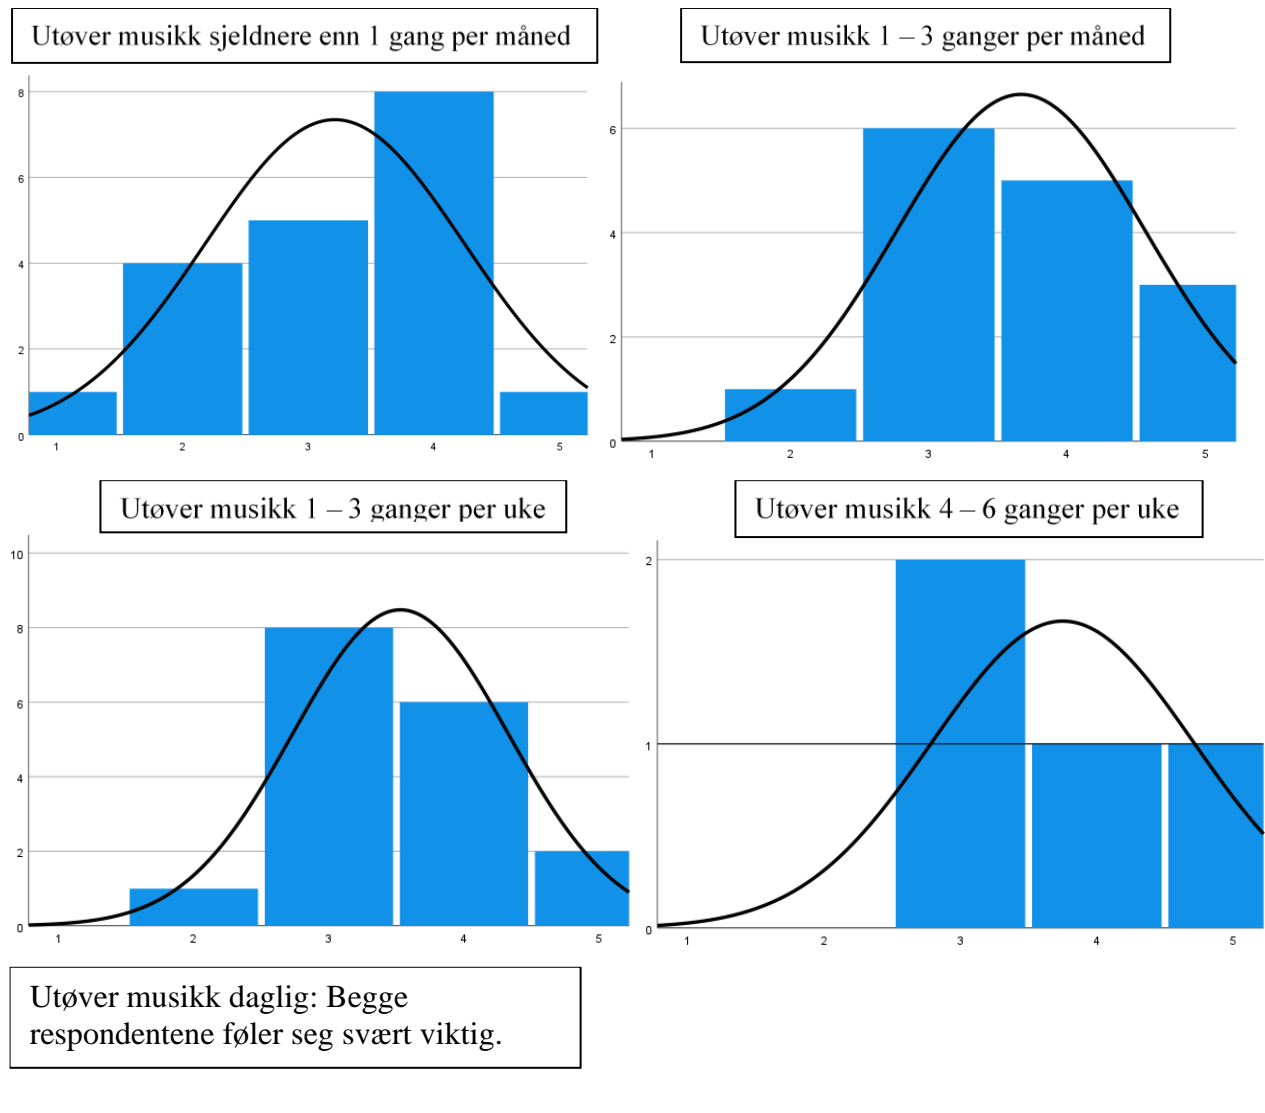 Utøver musikk sjeldnere enn 1 gang per måned
8
6
4
2
0
1 2 3 4 5
Utøver musikk 1 – 3 ganger per måned
6
4
2
0
1 2 3 4 5
Utøver musikk 1 – 3 ganger per uke
10
8
6
4
2
0
1 2 3 4 5
Utøver musikk 4 – 6 ganger per uke
2
1
0
1 2 3 4 5
Utøver musikk daglig: Begge
respondentene føler seg svært viktig.